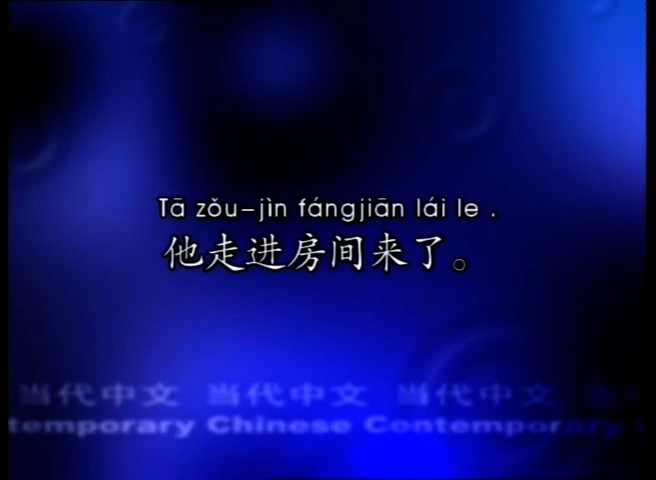 Tā zǒu–jìn fángjiān lái le .
他走进房间来了。
当代中文 当代中文 当代中文
temporary Chinese Contemporary